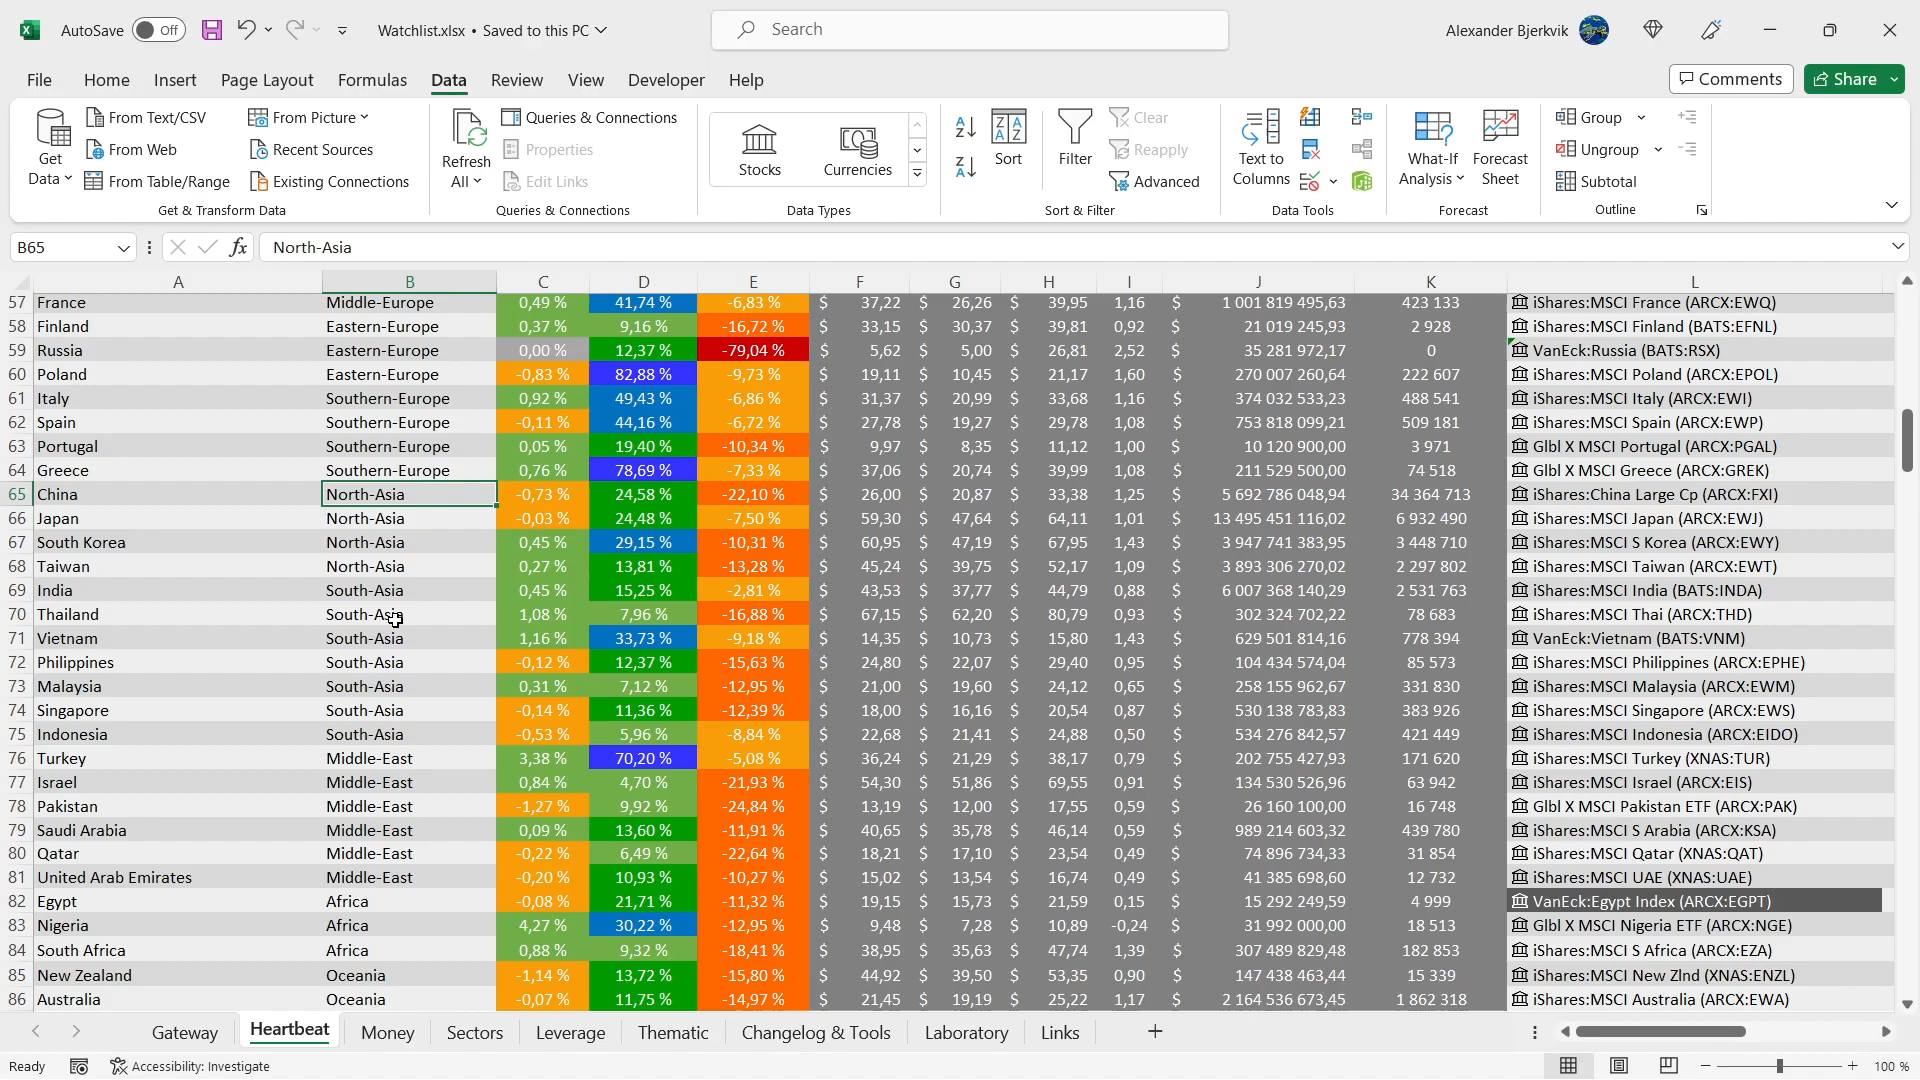 AutoSave Off Watchlist.xlsx • Saved to this PC Search Alexander Bjerkvik
File Home Insert Page Layout Formulas Data Review View Developer Help Comments Share
Get Data From Text/CSV From Web From Table/Range From Picture Recent Sources Existing Connections
Refresh All Queries & Connections Properties Edit Links
Stocks Currencies
Sort Filter Clear Reapply Advanced
Text to Columns
What-If Analysis Forecast Sheet
Group Ungroup Subtotal
Get & Transform Data Queries & Connections Data Types Sort & Filter Data Tools Forecast Outline
B65 fx North-Asia
A B C D E F G H I J K L
57 France Middle-Europe 0,49 % 41,74 % -6,83 % $ 37,22 $ 26,26 $ 39,95 1,16 $ 1 001 819 495,63 423 133 iShares:MSCI France (ARCX:EWQ)
58 Finland Eastern-Europe 0,37 % 9,16 % -16,72 % $ 33,15 $ 30,37 $ 39,81 0,92 $ 21 019 245,93 2 928 iShares:MSCI Finland (BATS:EFNL)
59 Russia Eastern-Europe 0,00 % 12,37 % -79,04 % $ 5,62 $ 5,00 $ 26,81 2,52 $ 35 281 972,17 0 VanEck:Russia (BATS:RSX)
60 Poland Eastern-Europe -0,83 % 82,88 % -9,73 % $ 19,11 $ 10,45 $ 21,17 1,60 $ 270 007 260,64 222 607 iShares:MSCI Poland (ARCX:EPOL)
61 Italy Southern-Europe 0,92 % 49,43 % -6,86 % $ 31,37 $ 20,99 $ 33,68 1,16 $ 374 032 533,23 488 541 iShares:MSCI Italy (ARCX:EWI)
62 Spain Southern-Europe -0,11 % 44,16 % -6,72 % $ 27,78 $ 19,27 $ 29,78 1,08 $ 753 818 099,21 509 181 iShares:MSCI Spain (ARCX:EWP)
63 Portugal Southern-Europe 0,05 % 19,40 % -10,34 % $ 9,97 $ 8,35 $ 11,12 1,00 $ 10 120 900,00 3 971 Glbl X MSCI Portugal (ARCX:PGAL)
64 Greece Southern-Europe 0,76 % 78,69 % -7,33 % $ 37,06 $ 20,74 $ 39,99 1,08 $ 211 529 500,00 74 518 Glbl X MSCI Greece (ARCX:GREK)
65 China North-Asia -0,73 % 24,58 % -22,10 % $ 26,00 $ 20,87 $ 33,38 1,25 $ 5 692 786 048,94 34 364 713 iShares:China Large Cp (ARCX:FXI)
66 Japan North-Asia -0,03 % 24,48 % -7,50 % $ 59,30 $ 47,64 $ 64,11 1,01 $ 13 495 451 116,02 6 932 490 iShares:MSCI Japan (ARCX:EWJ)
67 South Korea North-Asia 0,45 % 29,15 % -10,31 % $ 60,95 $ 47,19 $ 67,95 1,43 $ 3 947 741 383,95 3 448 710 iShares:MSCI S Korea (ARCX:EWY)
68 Taiwan North-Asia 0,27 % 13,81 % -13,28 % $ 45,24 $ 39,75 $ 52,17 1,09 $ 3 893 306 270,02 2 297 802 iShares:MSCI Taiwan (ARCX:EWT)
69 India South-Asia 0,45 % 15,25 % -2,81 % $ 43,53 $ 37,77 $ 44,79 0,88 $ 6 007 368 140,29 2 531 763 iShares:MSCI India (BATS:INDA)
70 Thailand South-Asia 1,08 % 7,96 % -16,88 % $ 67,15 $ 62,20 $ 80,79 0,93 $ 302 324 702,22 78 683 iShares:MSCI Thai (ARCX:THD)
71 Vietnam South-Asia 1,16 % 33,73 % -9,18 % $ 14,35 $ 10,73 $ 15,80 1,43 $ 629 501 814,16 778 394 VanEck:Vietnam (BATS:VNM)
72 Philippines South-Asia -0,12 % 12,37 % -15,63 % $ 24,80 $ 22,07 $ 29,40 0,95 $ 104 434 574,04 85 573 iShares:MSCI Philippines (ARCX:EPHE)
73 Malaysia South-Asia 0,31 % 7,12 % -12,95 % $ 21,00 $ 19,60 $ 24,12 0,65 $ 258 155 962,67 331 830 iShares:MSCI Malaysia (ARCX:EWM)
74 Singapore South-Asia -0,14 % 11,36 % -12,39 % $ 18,00 $ 16,16 $ 20,54 0,87 $ 530 138 783,83 383 926 iShares:MSCI Singapore (ARCX:EWS)
75 Indonesia South-Asia -0,53 % 5,96 % -8,84 % $ 22,68 $ 21,41 $ 24,88 0,50 $ 534 276 842,57 421 449 iShares:MSCI Indonesia (ARCX:EIDO)
76 Turkey Middle-East 3,38 % 70,20 % -5,08 % $ 36,24 $ 21,29 $ 38,17 0,79 $ 202 755 427,93 171 620 iShares:MSCI Turkey (XNAS:TUR)
77 Israel Middle-East 0,84 % 4,70 % -21,93 % $ 54,30 $ 51,86 $ 69,55 0,91 $ 134 530 526,96 63 942 iShares:MSCI Israel (ARCX:EIS)
78 Pakistan Middle-East -1,27 % 9,92 % -24,84 % $ 13,19 $ 12,00 $ 17,55 0,59 $ 26 160 100,00 16 748 Glbl X MSCI Pakistan ETF (ARCX:PAK)
79 Saudi Arabia Middle-East 0,09 % 13,60 % -11,91 % $ 40,65 $ 35,78 $ 46,14 0,59 $ 989 214 603,32 439 780 iShares:MSCI S Arabia (ARCX:KSA)
80 Qatar Middle-East -0,22 % 6,49 % -22,64 % $ 18,21 $ 17,10 $ 23,54 0,49 $ 74 896 734,33 31 854 iShares:MSCI Qatar (XNAS:QAT)
81 United Arab Emirates Middle-East -0,20 % 10,93 % -10,27 % $ 15,02 $ 13,54 $ 16,74 0,49 $ 41 385 698,60 12 732 iShares:MSCI UAE (XNAS:UAE)
82 Egypt Africa -0,08 % 21,71 % -11,32 % $ 19,15 $ 15,73 $ 21,59 0,15 $ 15 292 249,59 4 999 VanEck:Egypt Index (ARCX:EGPT)
83 Nigeria Africa 4,27 % 30,22 % -12,95 % $ 9,48 $ 7,28 $ 10,89 -0,24 $ 31 992 000,00 18 513 Glbl X MSCI Nigeria ETF (ARCX:NGE)
84 South Africa Africa 0,88 % 9,32 % -18,41 % $ 38,95 $ 35,63 $ 47,74 1,39 $ 307 489 829,48 182 853 iShares:MSCI S Africa (ARCX:EZA)
85 New Zealand Oceania -1,14 % 13,72 % -15,80 % $ 44,92 $ 39,50 $ 53,35 0,90 $ 147 438 463,44 15 339 iShares:MSCI New Zlnd (XNAS:ENZL)
86 Australia Oceania -0,07 % 11,75 % -14,97 % $ 21,45 $ 19,19 $ 25,22 1,17 $ 2 164 536 673,45 1 862 318 iShares:MSCI Australia (ARCX:EWA)
Gateway Heartbeat Money Sectors Leverage Thematic Changelog & Tools Laboratory Links
Ready Accessibility: Investigate 100 %